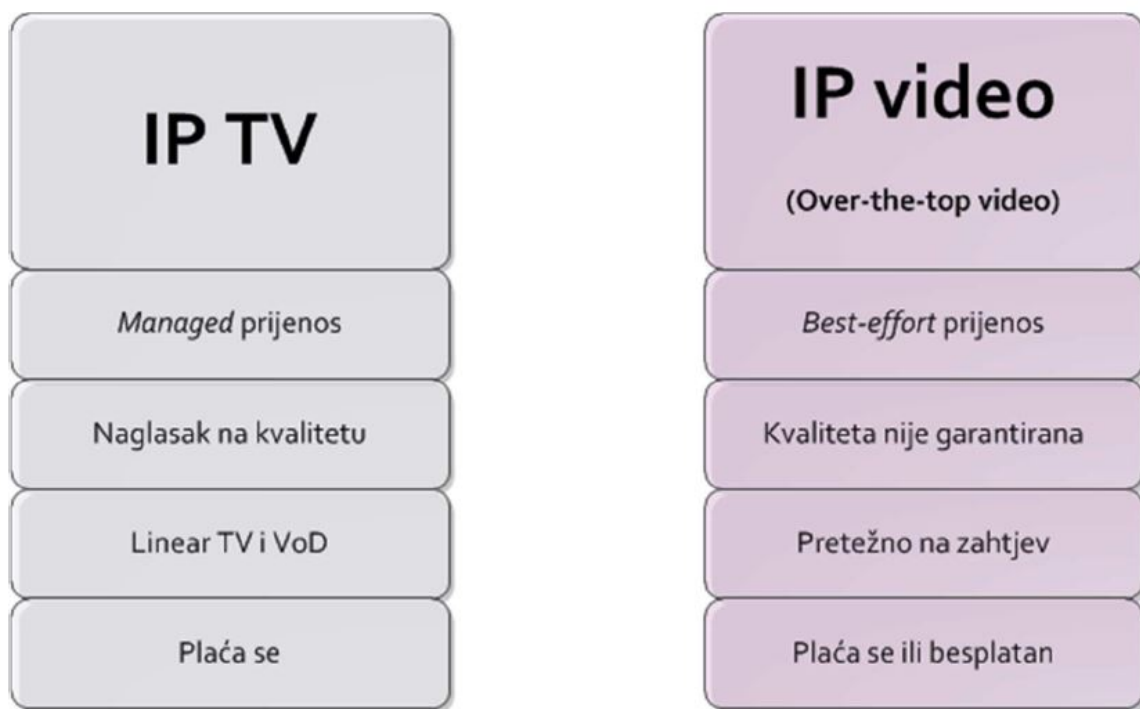 IP TV
Managed prijenos
Naglasak na kvalitetu
Linear TV i VoD
Plaća se
IP video
(Over-the-top video)
Best-effort prijenos
Kvaliteta nije garantirana
Pretežno na zahtjev
Plaća se ili besplatan